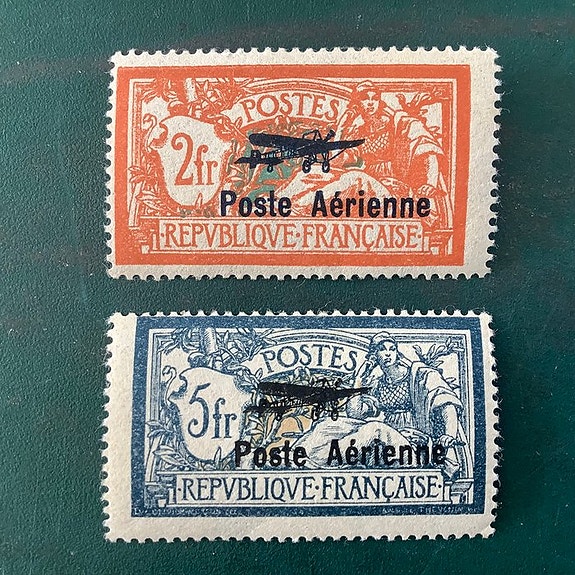 POSTES
2fr
Poste Aérienne
·REPVBLIQVE·FRANÇAISE·
POSTES
5fr
Poste Aérienne
·REPVBLIQVE·FRANÇAISE·